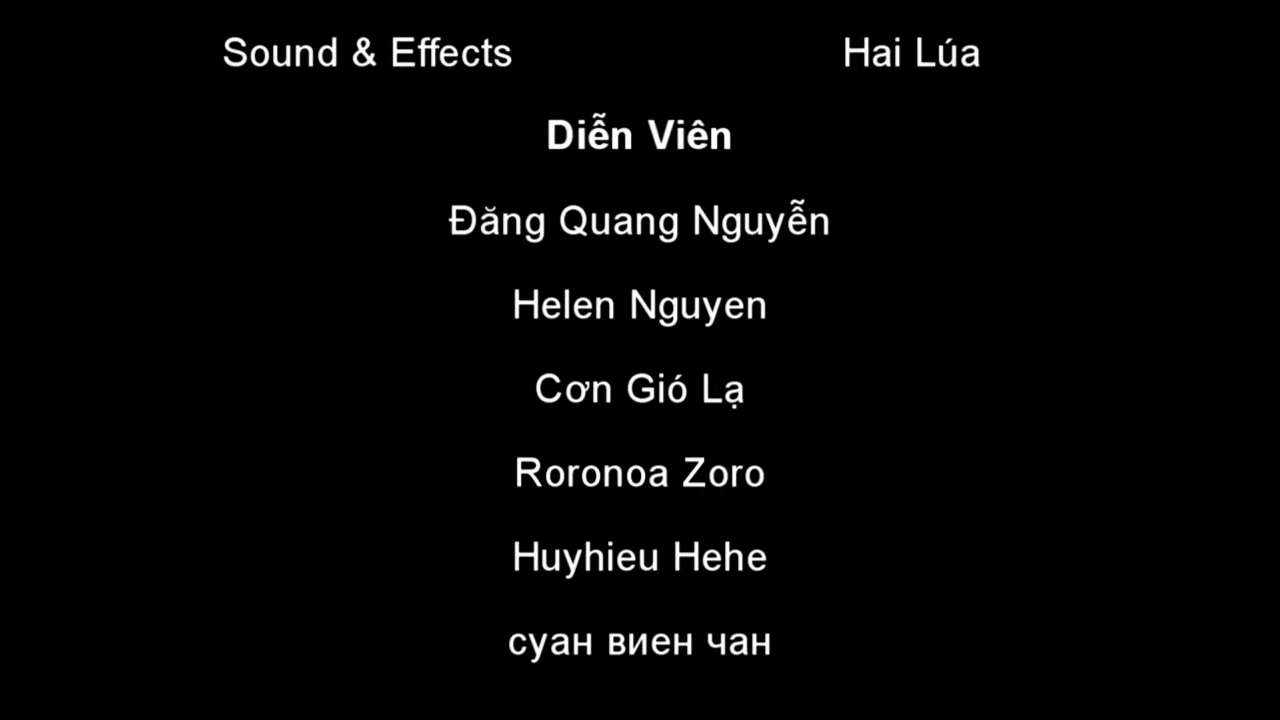 Sound & Effects Hai Lúa
Diễn Viên
Đăng Quang Nguyễn
Helen Nguyen
Cơn Gió Lạ
Roronoa Zoro
Huyhieu Hehe
суан виен чан